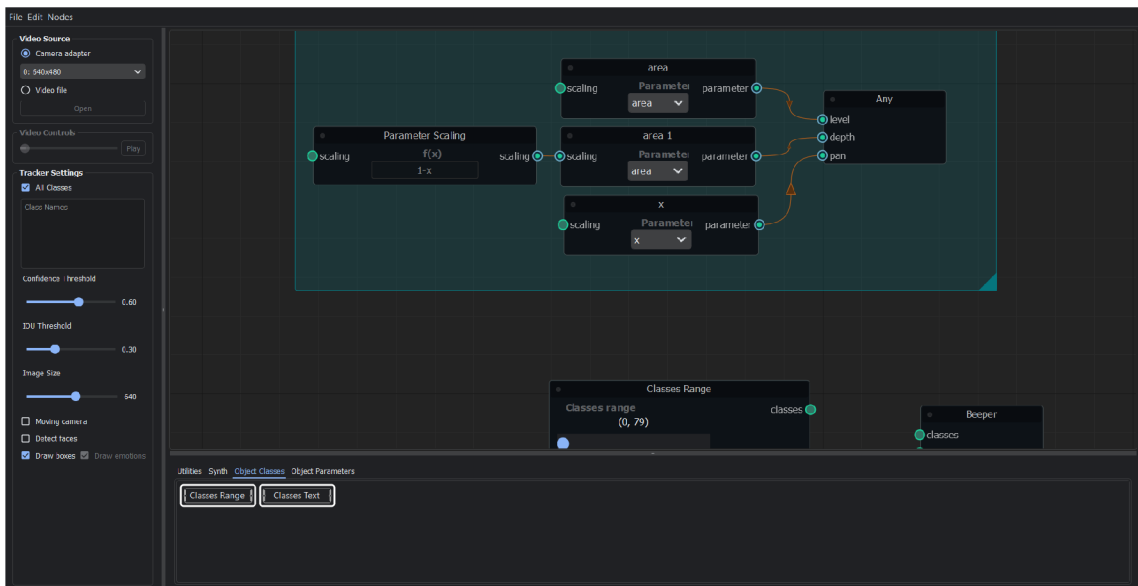 File Edit Nodes
Video Source
Camera adapter
0: 640x480
Video file
Open
Video Controls
Play
Tracker Settings
All Classes
Class Names
Confidence Threshold
0.60
IOU Threshold
0.30
Image Size
640
Moving camera
Detect faces
Draw boxes Draw emotions
area
scaling Parameter parameter
area
Any
level
depth
pan
Parameter Scaling
scaling f(x) scaling
1-x
area 1
scaling Parameter parameter
area
x
scaling Parameter parameter
x
Classes Range
Classes range classes
(0, 79)
Beeper
classes
Utilities Synth Object Classes Object Parameters
Classes Range Classes Text